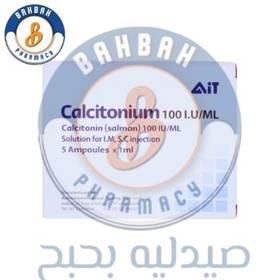 BAHBAH
PHARMACY
AiT
Calcitonium 100 I.U/ML
Calcitonin (salmon) 100 IU/ML
Solution for I.M, S.C injection
5 Ampoules x 1ml
BAHBAH
PHARMACY
صيدليه بحبح